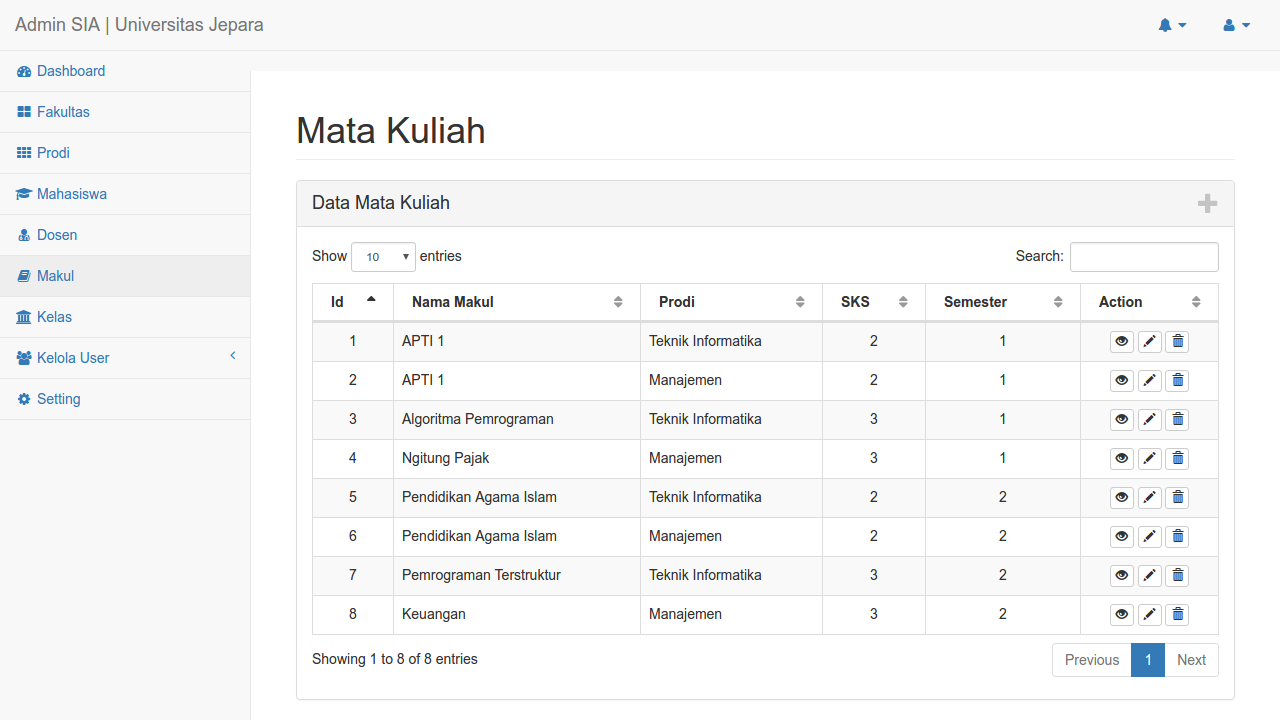 Admin SIA | Universitas Jepara
Dashboard
Fakultas
Prodi
Mahasiswa
Dosen
Makul
Kelas
Kelola User
Setting
Mata Kuliah
Data Mata Kuliah
Show 10 entries Search:
Id Nama Makul Prodi SKS Semester Action
1 APTI 1 Teknik Informatika 2 1
2 APTI 1 Manajemen 2 1
3 Algoritma Pemrograman Teknik Informatika 3 1
4 Ngitung Pajak Manajemen 3 1
5 Pendidikan Agama Islam Teknik Informatika 2 2
6 Pendidikan Agama Islam Manajemen 2 2
7 Pemrograman Terstruktur Teknik Informatika 3 2
8 Keuangan Manajemen 3 2
Showing 1 to 8 of 8 entries Previous 1 Next